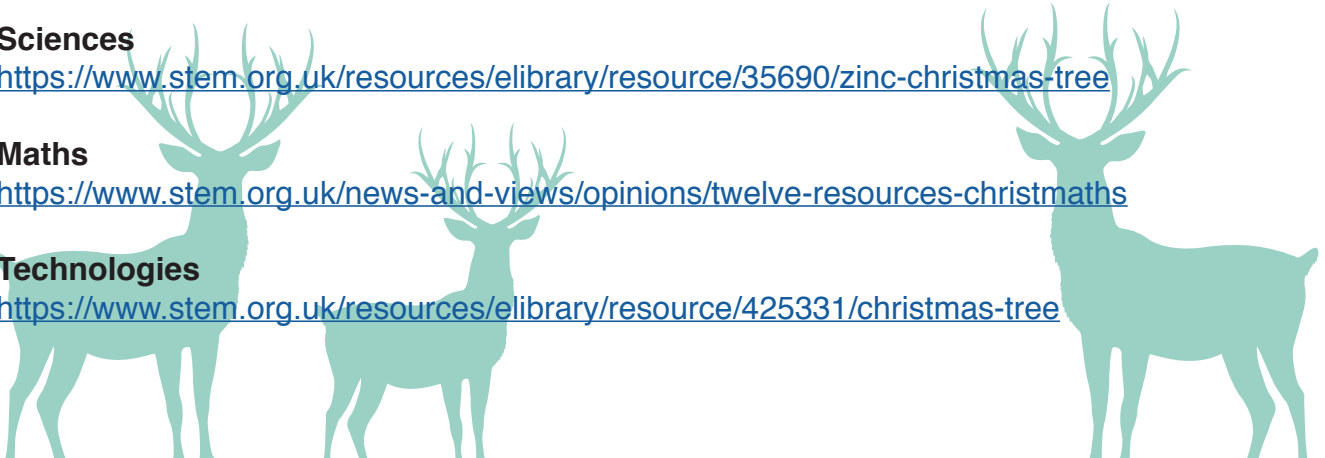 Sciences
https://www.stem.org.uk/resources/elibrary/resource/35690/zinc-christmas-tree
Maths
https://www.stem.org.uk/news-and-views/opinions/twelve-resources-christmaths
Technologies
https://www.stem.org.uk/resources/elibrary/resource/425331/christmas-tree